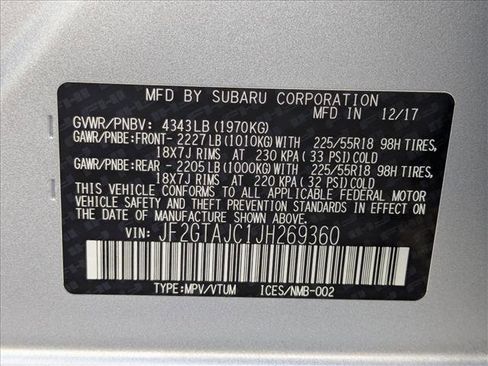 MFD BY SUBARU CORPORATION
MFD IN 12/17
GVWR/PNBV: 4343LB (1970KG)
GAWR/PNBE:FRONT- 2227LB (1010KG) WITH 225/55R18 98H TIRES,
18X7J RIMS AT 230 KPA (33 PSI) COLD
GAWR/PNBE:REAR - 2205LB (1000KG) WITH 225/55R18 98H TIRES,
18X7J RIMS AT 220 KPA (32 PSI) COLD
THIS VEHICLE CONFORMS TO ALL APPLICABLE FEDERAL MOTOR
VEHICLE SAFETY AND BUMPER STANDARDS IN EFFECT ON THE DATE
OF MANUFACTURE SHOWN ABOVE.
VIN: JF2GTAJC1JH269360
TYPE:MPV/VTUM ICES/NMB-002